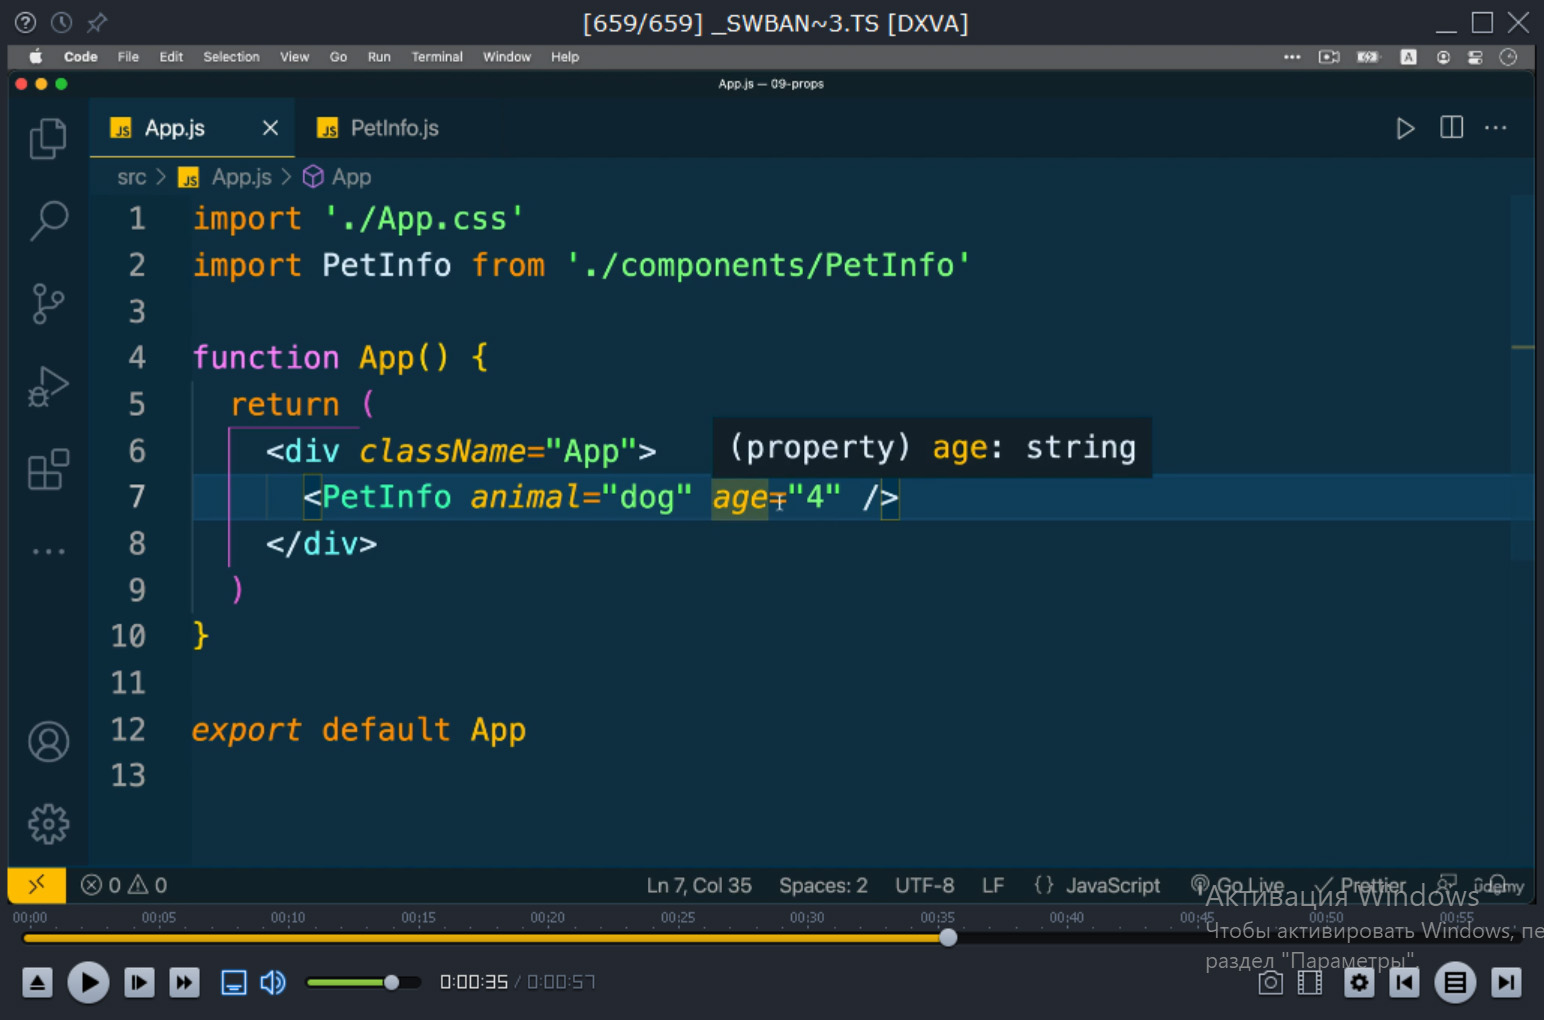 [659/659] _SWBAN~3.TS [DXVA]
Code File Edit Selection View Go Run Terminal Window Help
App.js — 09-props
JS App.js PetInfo.js
src > JS App.js > App
1 import './App.css'
2 import PetInfo from './components/PetInfo'
3
4 function App() {
5 return (
6 <div className="App">
(property) age: string
7 <PetInfo animal="dog" age="4" />
8 </div>
9 )
10 }
11
12 export default App
13
0 0 Ln 7, Col 35 Spaces: 2 UTF-8 LF {} JavaScript Go Live Prettier ûdemy
00:00 00:05 00:10 00:15 00:20 00:25 00:30 00:35 00:40 00:45 00:50 00:55
Активация Windows
Чтобы активировать Windows, пе
раздел "Параметры".
0:00:35 / 0:00:57